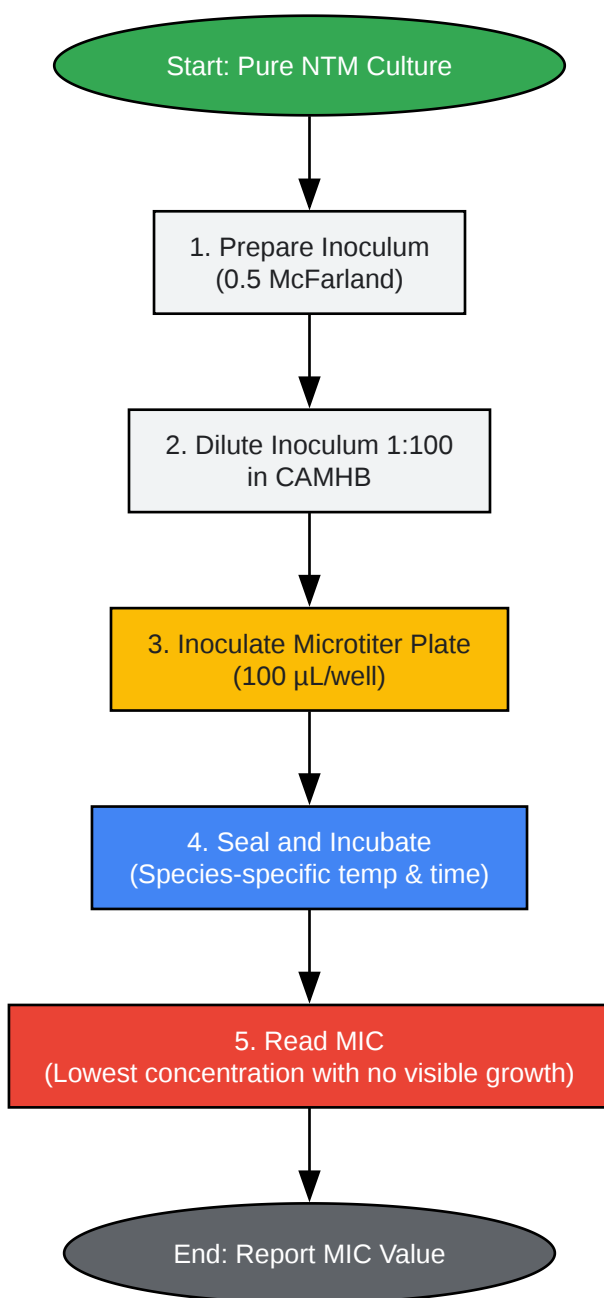 Start: Pure NTM Culture
1. Prepare Inoculum
(0.5 McFarland)
2. Dilute Inoculum 1:100
in CAMHB
3. Inoculate Microtiter Plate
(100 µL/well)
4. Seal and Incubate
(Species-specific temp & time)
5. Read MIC
(Lowest concentration with no visible growth)
End: Report MIC Value